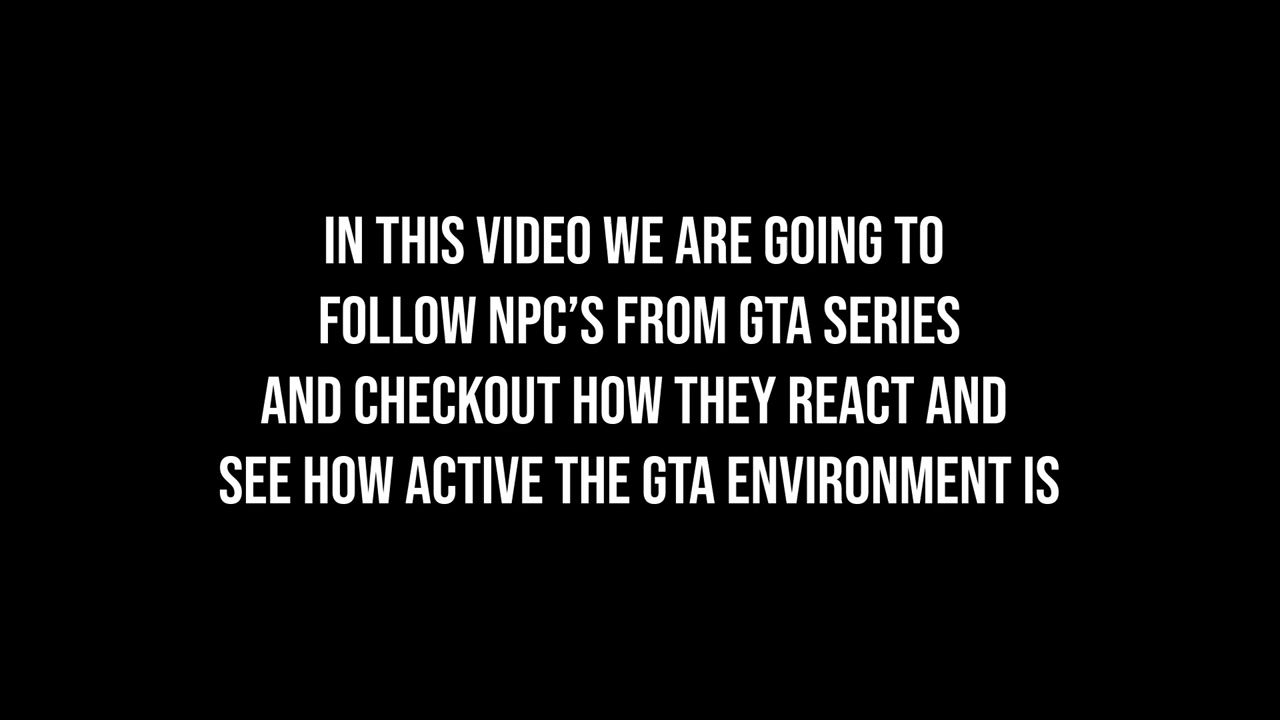 IN THIS VIDEO WE ARE GOING TO
FOLLOW NPC’S FROM GTA SERIES
AND CHECKOUT HOW THEY REACT AND
SEE HOW ACTIVE THE GTA ENVIRONMENT IS